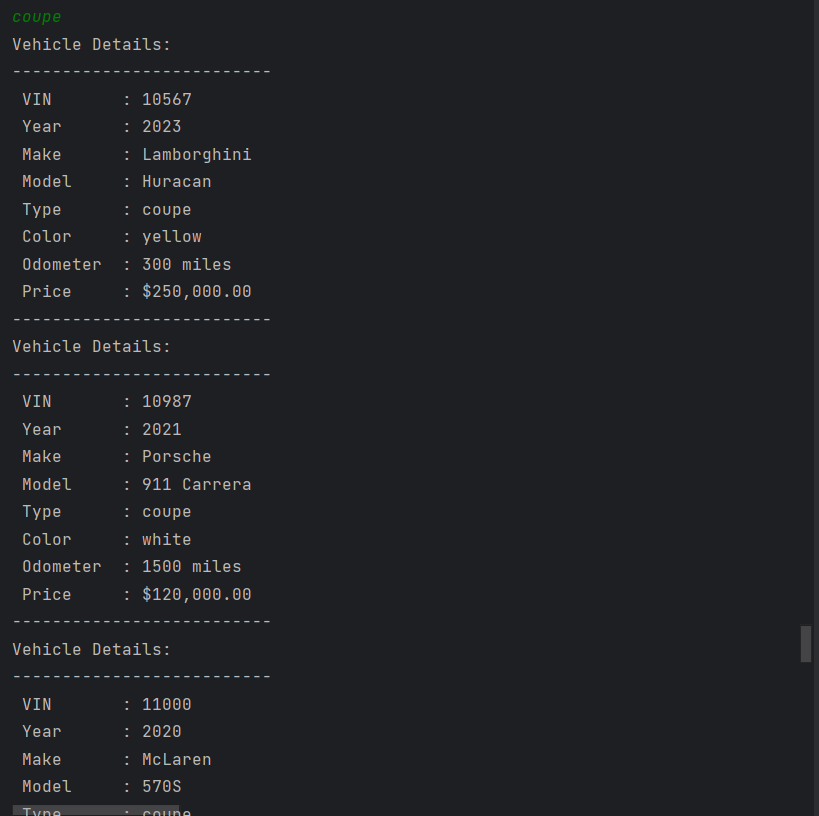 coupe
Vehicle Details:
--------------------------
VIN       : 10567
Year      : 2023
Make      : Lamborghini
Model     : Huracan
Type      : coupe
Color     : yellow
Odometer  : 300 miles
Price     : $250,000.00
--------------------------
Vehicle Details:
--------------------------
VIN       : 10987
Year      : 2021
Make      : Porsche
Model     : 911 Carrera
Type      : coupe
Color     : white
Odometer  : 1500 miles
Price     : $120,000.00
--------------------------
Vehicle Details:
--------------------------
VIN       : 11000
Year      : 2020
Make      : McLaren
Model     : 570S
Type      : coupe